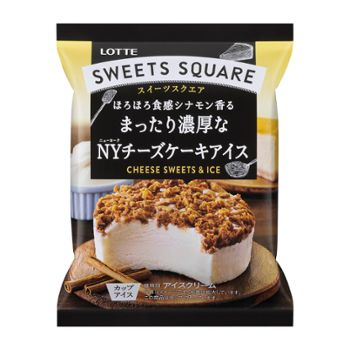 LOTTE
SWEETS SQUARE
スイーツスクエア
ほろほろ食感シナモン香る
まったり濃厚な
ニューヨーク
NYチーズケーキアイス
CHEESE SWEETS & ICE
カップ
アイス
種類別 アイスクリーム